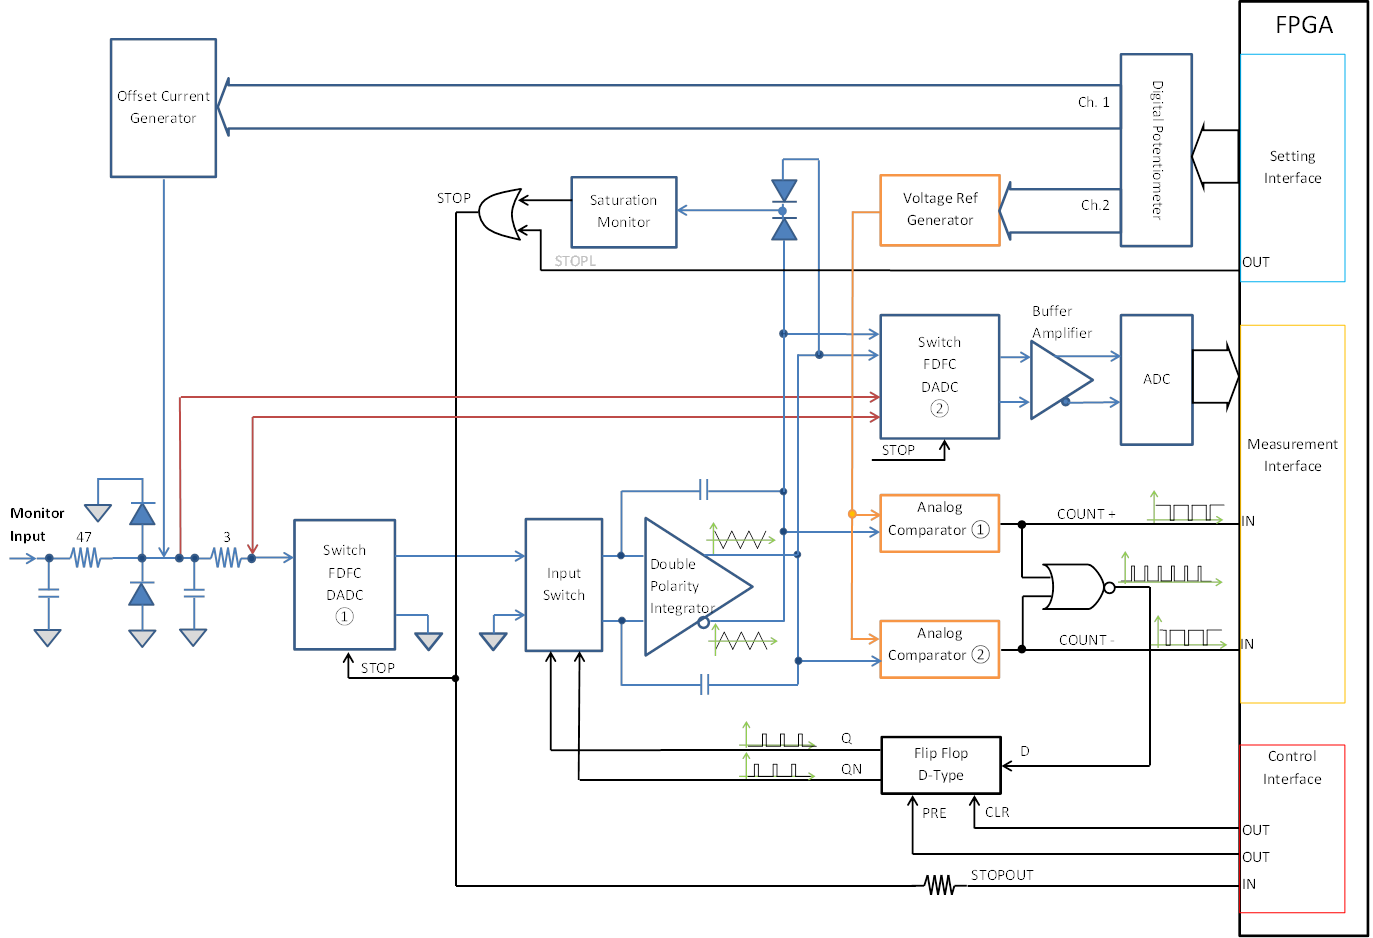 FPGA
Offset Current
Generator
Ch. 1
Digital Potentiometer
Setting
Interface
STOP
Saturation
Monitor
Voltage Ref
Generator
Ch.2
STOPL
OUT
Buffer
Amplifier
Switch
FDFC
DADC
②
ADC
STOP
Measurement
Interface
Monitor
Input
47
3
Switch
FDFC
DADC
①
STOP
Input
Switch
Double
Polarity
Integrator
Analog
Comparator ①
COUNT +
IN
Analog
Comparator ②
COUNT -
IN
Q
QN
Flip Flop
D-Type
D
Control
Interface
PRE
CLR
OUT
OUT
STOPOUT
IN